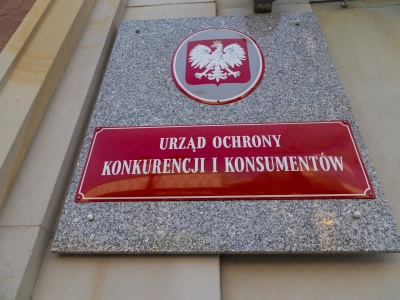 URZĄD OCHRONY
KONKURENCJI I KONSUMENTÓW